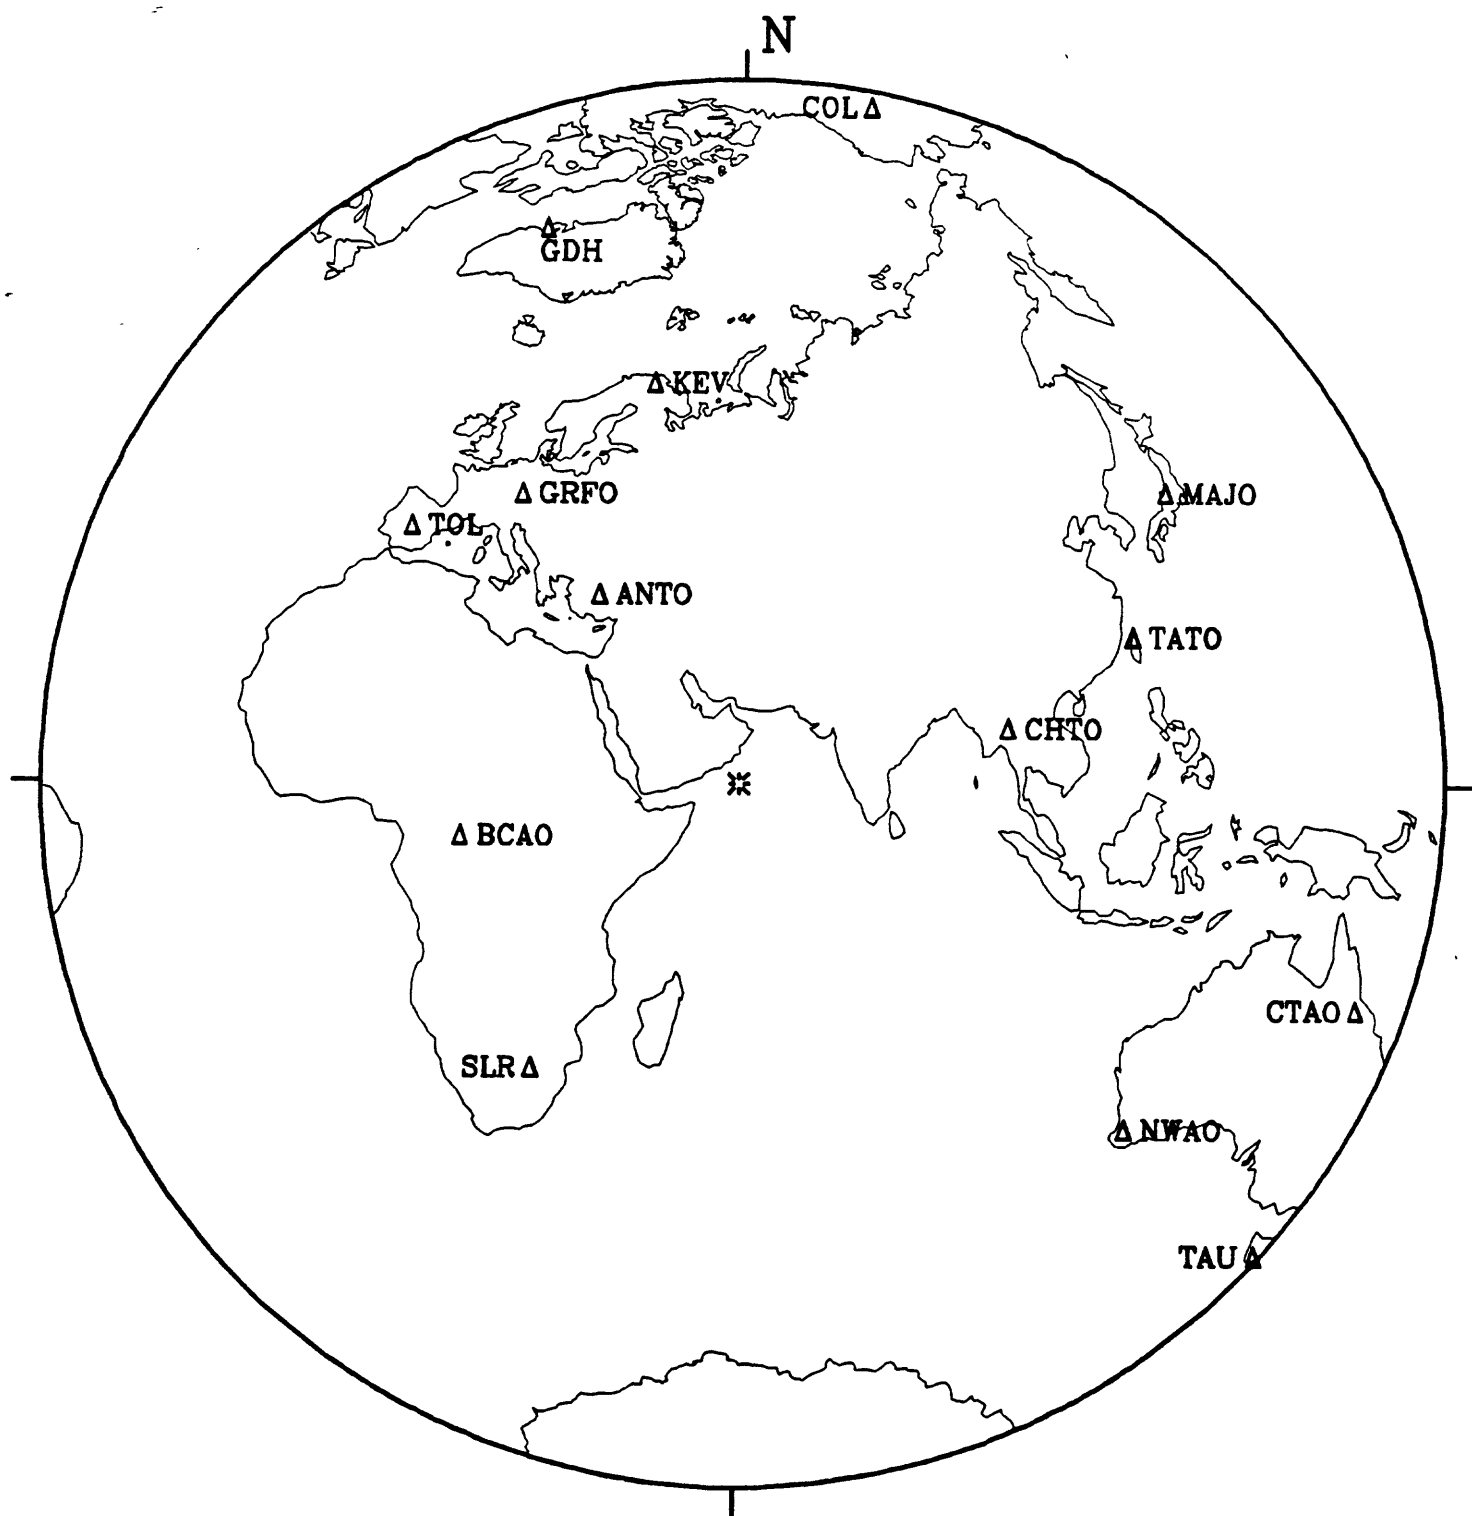 N
COL
GDH
KEV
GRFO
MAJO
TOL
ANTO
TATO
CHTO
BCAO
CTAO
SLR
NWAO
TAU